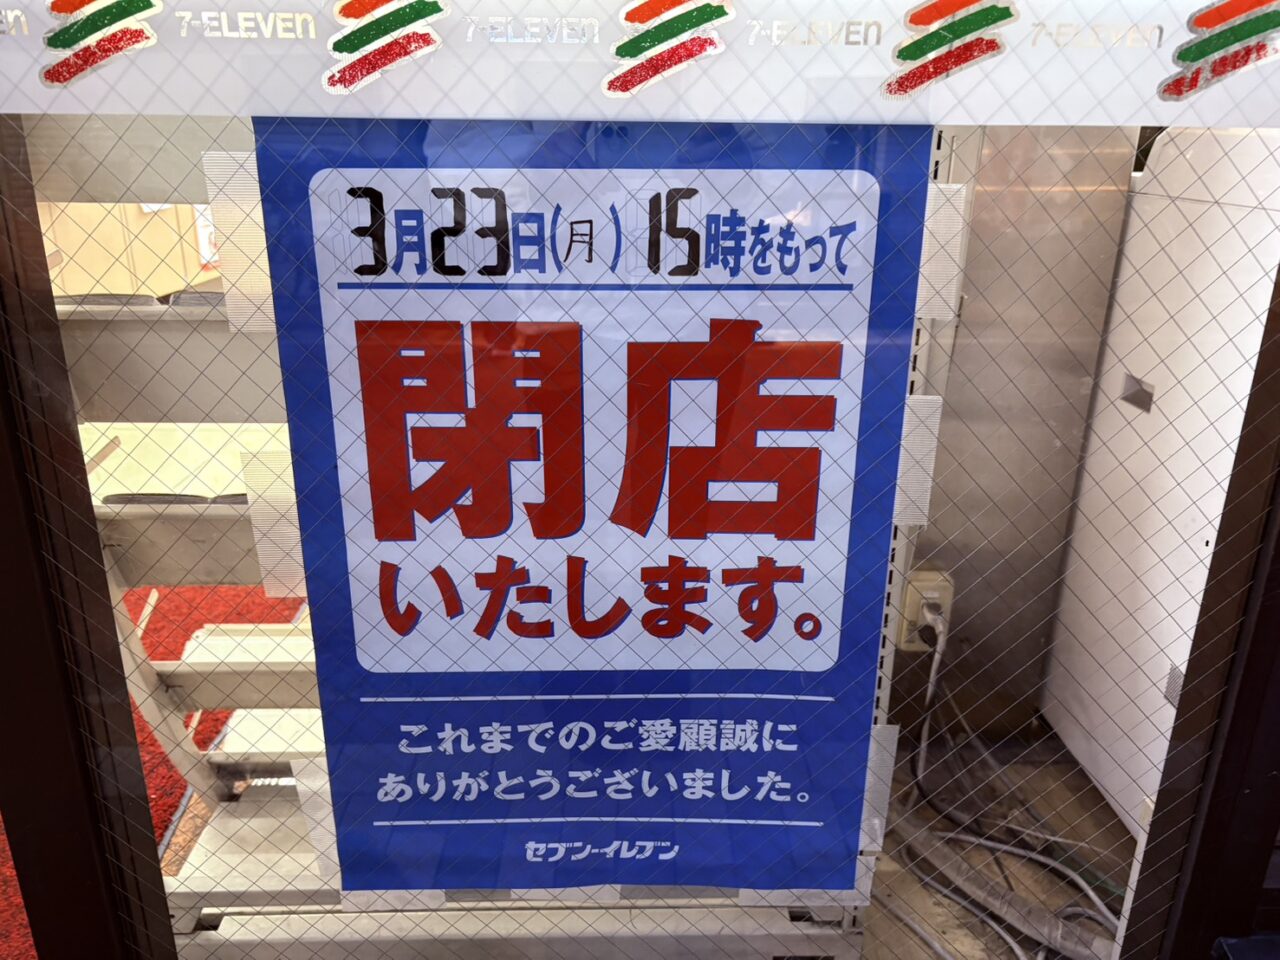 7-ELEVEN 7-ELEVEN 7-ELEVEN 7-ELEVEN
3月23日(月) 15時をもって
閉店
いたします。
これまでのご愛顧誠に
ありがとうございました。
セブン-イレブン